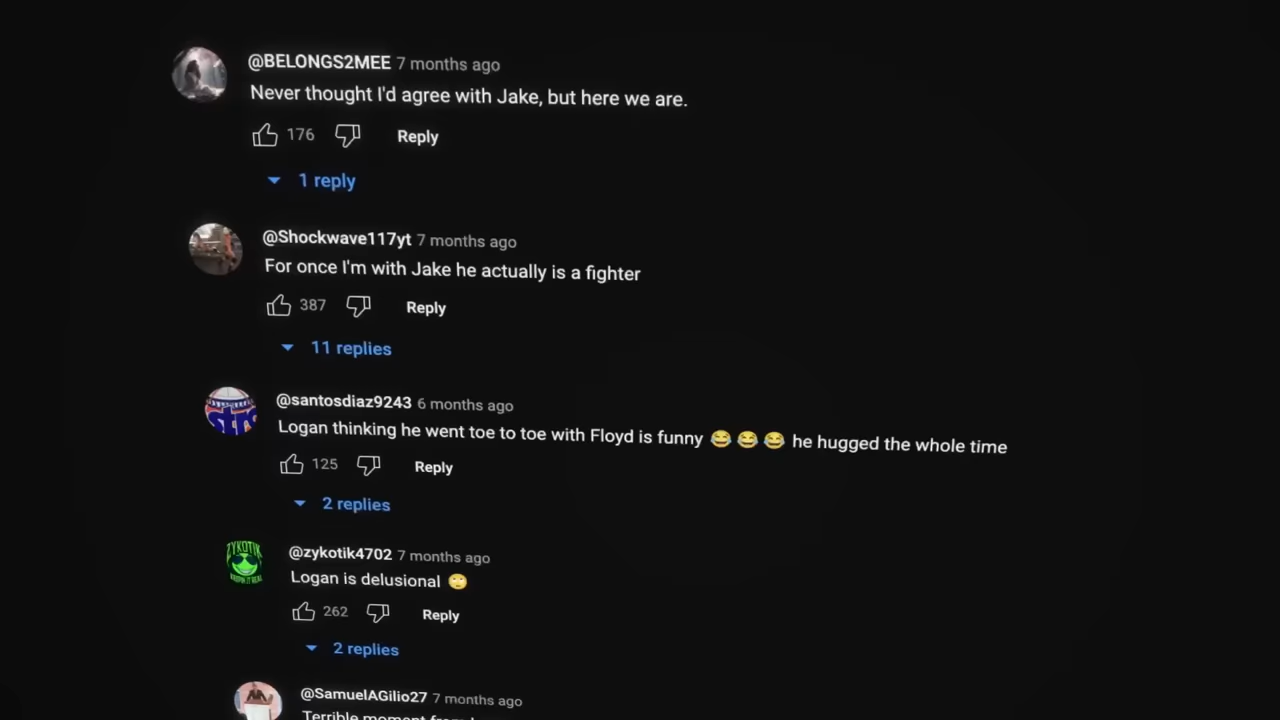 @BELONGS2MEE 7 months ago
Never thought I'd agree with Jake, but here we are.
176 Reply
1 reply
@Shockwave117yt 7 months ago
For once I'm with Jake he actually is a fighter
387 Reply
11 replies
@santosdiaz9243 6 months ago
Logan thinking he went toe to toe with Floyd is funny 😂😂😂 he hugged the whole time
125 Reply
2 replies
ZYKOTIK
@zykotik4702 7 months ago
Logan is delusional 🙄
262 Reply
2 replies
@SamuelAGilio27 7 months ago
Terrible moment from